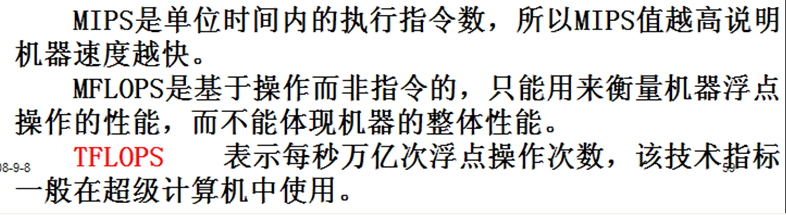 MIPS是单位时间内的执行指令数，所以MIPS值越高说明
机器速度越快。
MFLOPS是基于操作而非指令的，只能用来衡量机器浮点
操作的性能，而不能体现机器的整体性能。
TFLOPS 表示每秒万亿次浮点操作次数，该技术指标
08-9-8
59
一般在超级计算机中使用。